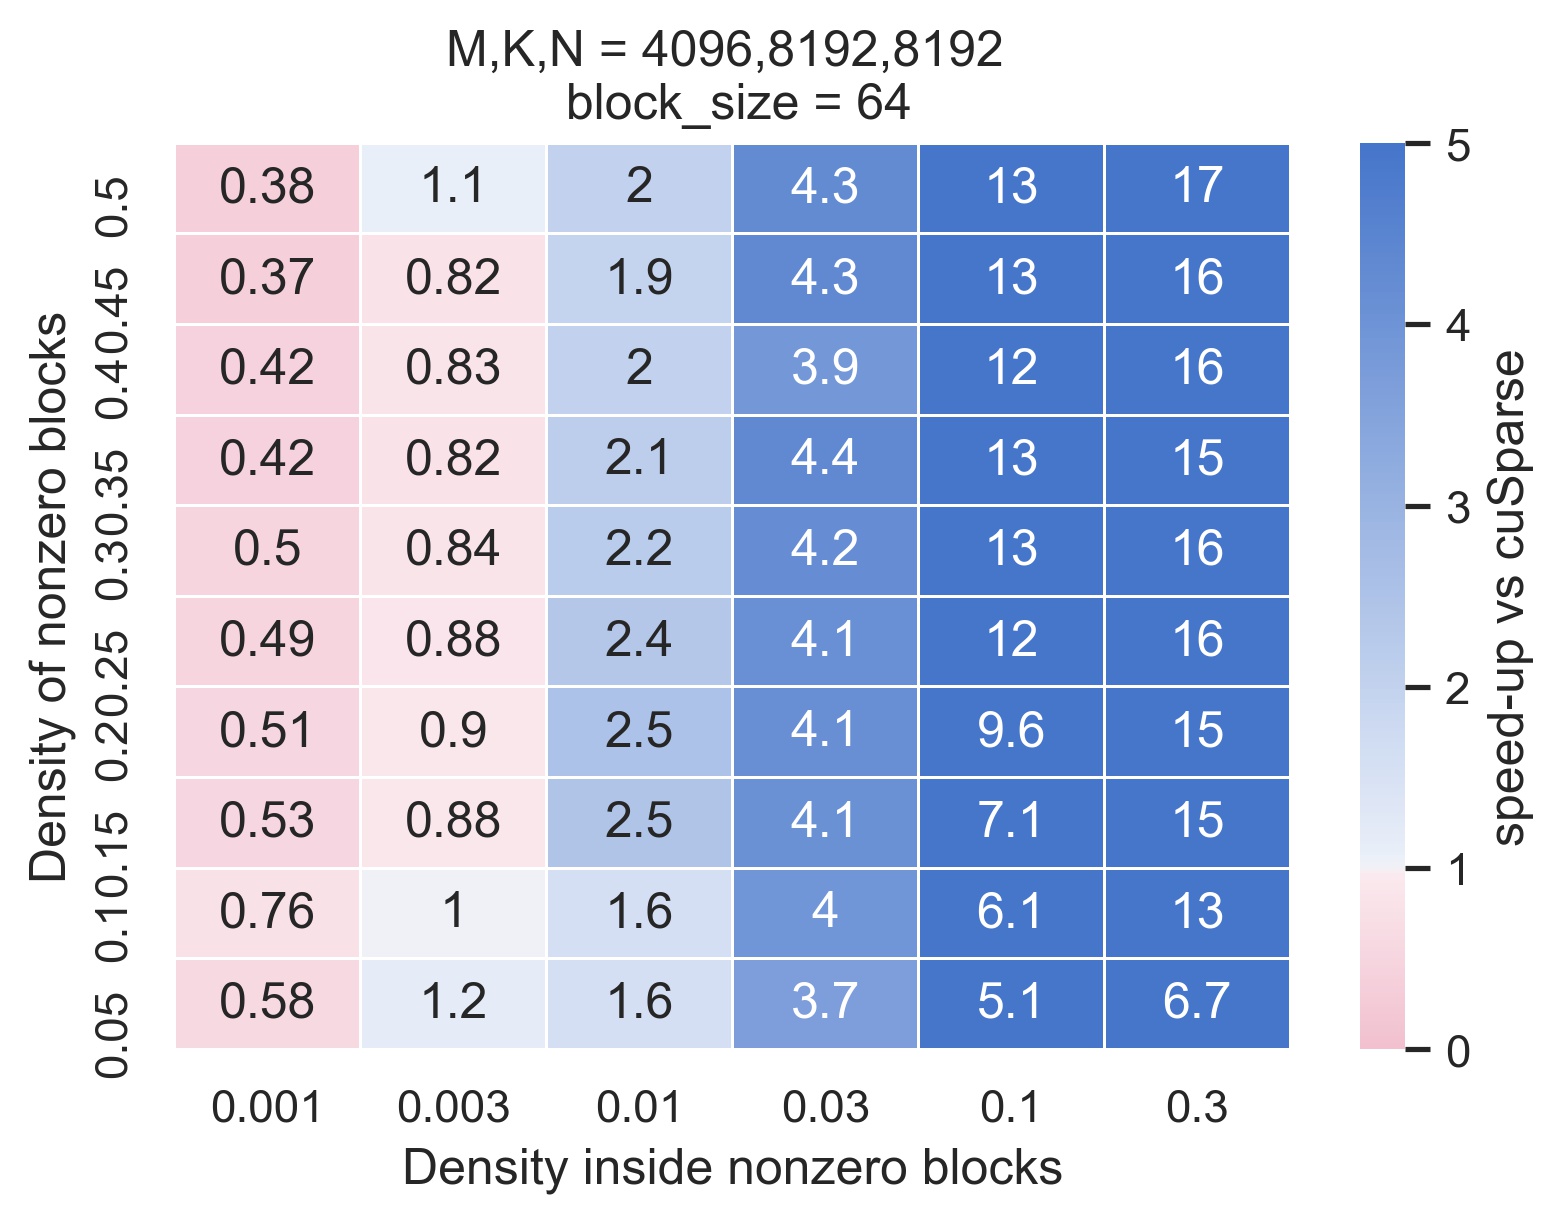 M,K,N = 4096,8192,8192
block_size = 64
Density of nonzero blocks
0.5 0.38 1.1 2 4.3 13 17
0.45 0.37 0.82 1.9 4.3 13 16
0.4 0.42 0.83 2 3.9 12 16
0.35 0.42 0.82 2.1 4.4 13 15
0.30 0.5 0.84 2.2 4.2 13 16
0.25 0.49 0.88 2.4 4.1 12 16
0.20 0.51 0.9 2.5 4.1 9.6 15
0.15 0.53 0.88 2.5 4.1 7.1 15
0.10 0.76 1 1.6 4 6.1 13
0.05 0.58 1.2 1.6 3.7 5.1 6.7
0.001 0.003 0.01 0.03 0.1 0.3
Density inside nonzero blocks
5
4
3
2
1
0
speed-up vs cuSparse